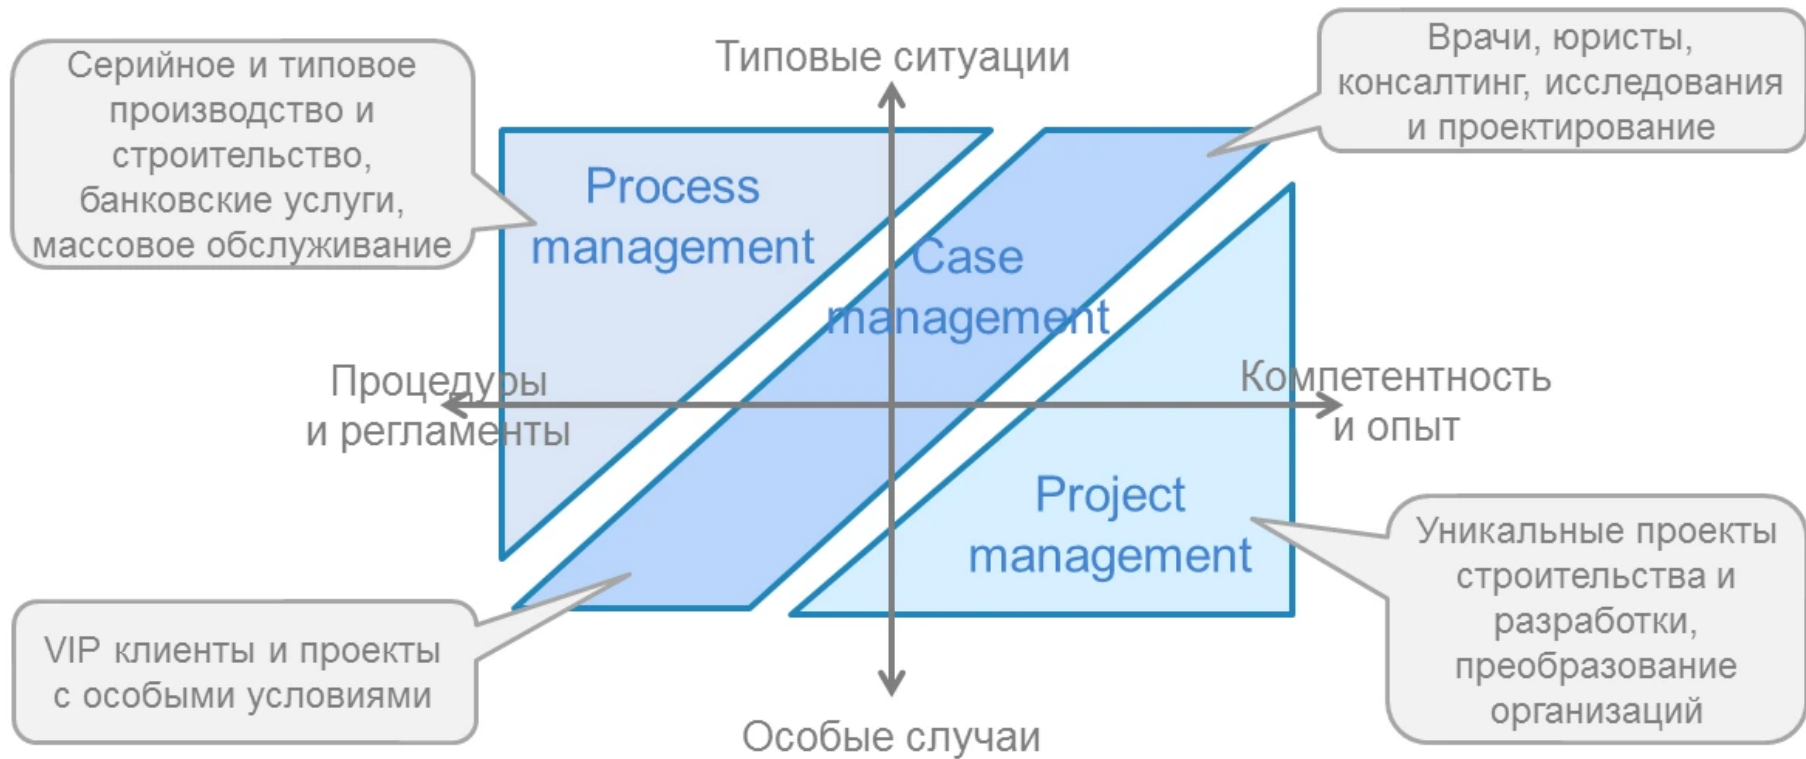 Типовые ситуации
Серийное и типовое
производство и
строительство,
банковские услуги,
массовое обслуживание
Врачи, юристы,
консалтинг, исследования
и проектирование
Process
management
Case
management
Процедуры
и регламенты
Компетентность
и опыт
Project
management
VIP клиенты и проекты
с особыми условиями
Уникальные проекты
строительства и
разработки,
преобразование
организаций
Особые случаи